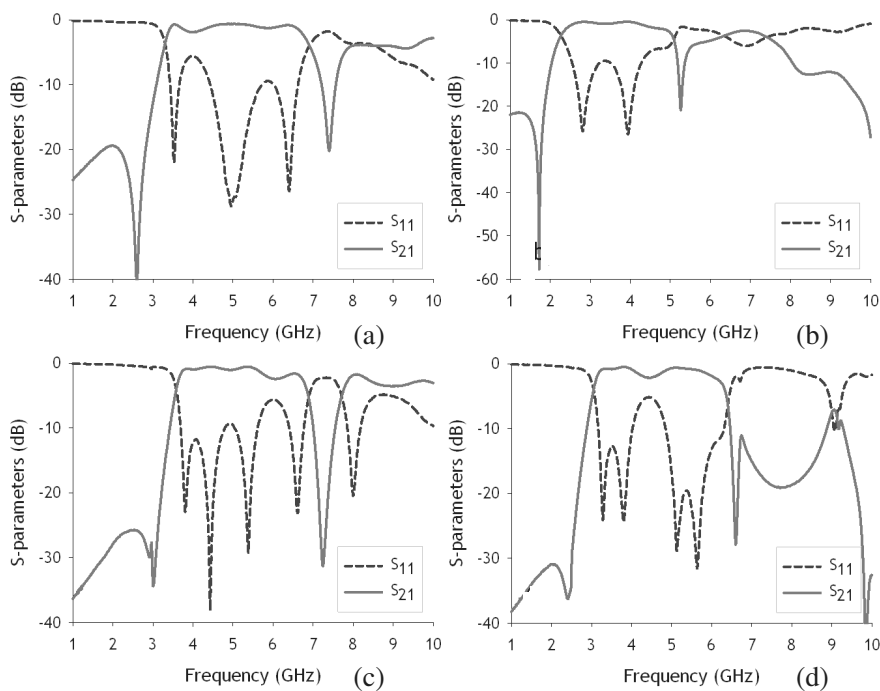 0
-10
-20
-30
-40
S-parameters (dB)
S11
S21
1 2 3 4 5 6 7 8 9 10
Frequency (GHz)
(a)
0
-10
-20
-30
-40
-50
-60
S-parameters (dB)
b
S11
S21
1 2 3 4 5 6 7 8 9 10
Frequency (GHz)
(b)
0
-10
-20
-30
-40
S-parameters (dB)
S11
S21
1 2 3 4 5 6 7 8 9 10
Frequency (GHz)
(c)
0
-10
-20
-30
-40
S-parameters (dB)
S11
S21
1 2 3 4 5 6 7 8 9 10
Frequency (GHz)
(d)